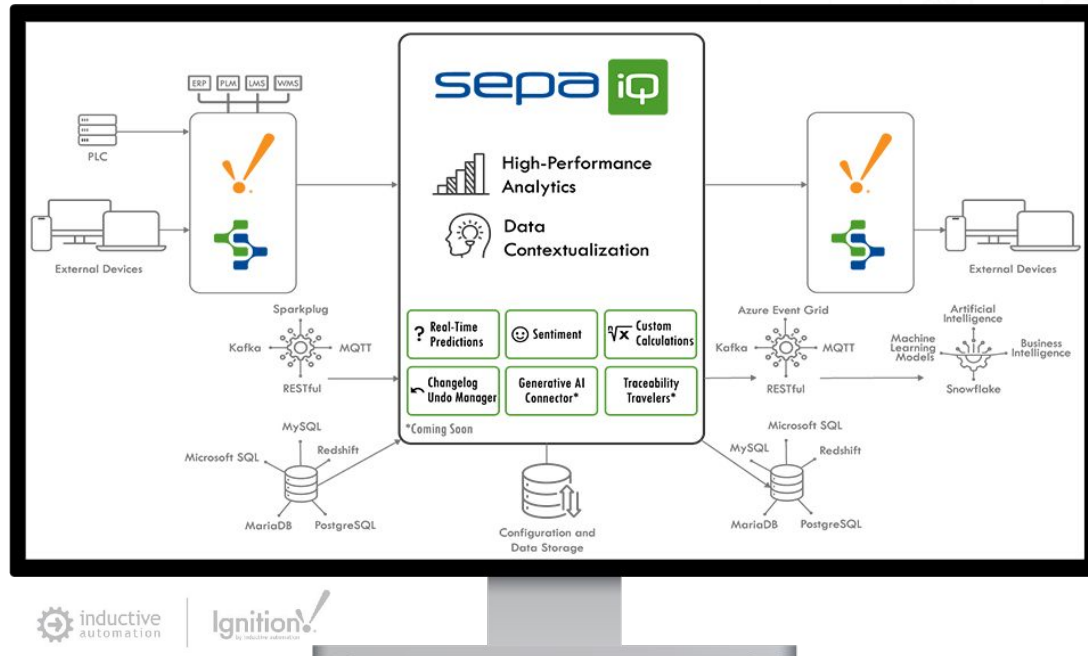 sepa iQ
ERP PLM LMS WMS
PLC
External Devices
High-Performance
Analytics
Data
Contextualization
External Devices
Sparkplug
Kafka
MQTT
RESTful
? Real-Time
Predictions
Sentiment
n√x Custom
Calculations
Changelog
Undo Manager
Generative AI
Connector*
Traceability
Travelers*
*Coming Soon
Azure Event Grid
Kafka
MQTT
RESTful
Artificial
Intelligence
Machine
Learning
Models
Business
Intelligence
Snowflake
MySQL
Microsoft SQL
Redshift
MariaDB
PostgreSQL
Configuration and
Data Storage
Microsoft SQL
MySQL
Redshift
MariaDB
PostgreSQL
inductive
automation
Ignition!
by inductive automation